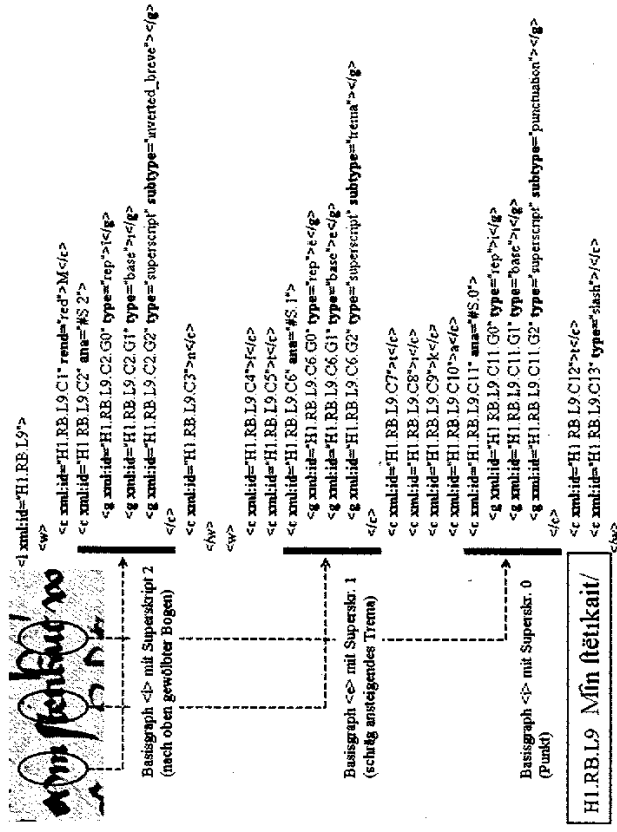 <l xml:id="H1.RB.L9">
<w>
<c xml:id="H1.RB.L9.C1" rend="red">M</c>
<c xml:id="H1.RB.L9.C2" ana="#S.2">
<g xml:id="H1.RB.L9.C2.G0" type="rep">î</g>
<g xml:id="H1.RB.L9.C2.G1" type="base">ı</g>
<g xml:id="H1.RB.L9.C2.G2" type="superscript" subtype="inverted_breve"></g>
</c>
<c xml:id="H1.RB.L9.C3">n</c>
</w>
<w>
<c xml:id="H1.RB.L9.C4">ſ</c>
<c xml:id="H1.RB.L9.C5">t</c>
<c xml:id="H1.RB.L9.C6" ana="#S.1">
<g xml:id="H1.RB.L9.C6.G0" type="rep">ë</g>
<g xml:id="H1.RB.L9.C6.G1" type="base">e</g>
<g xml:id="H1.RB.L9.C6.G2" type="superscript" subtype="trema"></g>
</c>
<c xml:id="H1.RB.L9.C7">t</c>
<c xml:id="H1.RB.L9.C8">ı</c>
<c xml:id="H1.RB.L9.C9">k</c>
<c xml:id="H1.RB.L9.C10">a</c>
<c xml:id="H1.RB.L9.C11" ana="#S.0">
<g xml:id="H1.RB.L9.C11.G0" type="rep">i</g>
<g xml:id="H1.RB.L9.C11.G1" type="base">ı</g>
<g xml:id="H1.RB.L9.C11.G2" type="superscript" subtype="punctuation"></g>
</c>
<c xml:id="H1.RB.L9.C12">t</c>
<c xml:id="H1.RB.L9.C13" type="slash">/</c>
</w>
Basisgraph <i> mit Superskript 2
(nach oben gewölbter Bogen)
Basisgraph <e> mit Superskr. 1
(schräg ansteigendes Trema)
Basisgraph <i> mit Superskr. 0
(Punkt)
H1.RB.L9 Mîn ſtëtıkait/